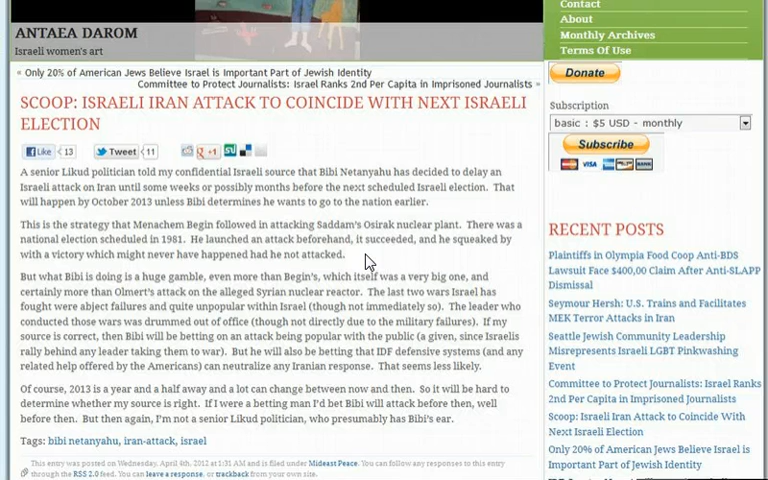 ANTAEA DAROM
Israeli women's art
Contact
About
Monthly Archives
Terms Of Use
« Only 20% of American Jews Believe Israel is Important Part of Jewish Identity
Committee to Protect Journalists: Israel Ranks 2nd Per Capita in Imprisoned Journalists »
SCOOP: ISRAELI IRAN ATTACK TO COINCIDE WITH NEXT ISRAELI
ELECTION
Like 13 Tweet 11 +1
A senior Likud politician told my confidential Israeli source that Bibi Netanyahu has decided to delay an
Israeli attack on Iran until some weeks or possibly months before the next scheduled Israeli election. That
will happen by October 2013 unless Bibi determines he wants to go to the nation earlier.
This is the strategy that Menachem Begin followed in attacking Saddam's Osirak nuclear plant. There was a
national election scheduled in 1981. He launched an attack beforehand, it succeeded, and he squeaked by
with a victory which might never have happened had he not attacked.
But what Bibi is doing is a huge gamble, even more than Begin's, which itself was a very big one, and
certainly more than Olmert's attack on the alleged Syrian nuclear reactor. The last two wars Israel has
fought were abject failures and quite unpopular within Israel (though not immediately so). The leader who
conducted those wars was drummed out of office (though not directly due to the military failures). If my
source is correct, then Bibi will be betting on an attack being popular with the public (a given, since Israelis
rally behind any leader taking them to war). But he will also be betting that IDF defensive systems (and any
related help offered by the Americans) can neutralize any Iranian response. That seems less likely.
Of course, 2013 is a year and a half away and a lot can change between now and then. So it will be hard to
determine whether my source is right. If I were a betting man I'd bet Bibi will attack before then, well
before then. But then again, I'm not a senior Likud politician, who presumably has Bibi's ear.
Tags: bibi netanyahu, iran-attack, israel
This entry was posted on Wednesday, April 4th, 2012 at 1:31 AM and is filed under Mideast Peace. You can follow any responses to this entry
through the RSS 2.0 feed. You can leave a response, or trackback from your own site.
Donate
Subscription
basic : $5 USD - monthly
Subscribe
VISA
BANK
RECENT POSTS
Plaintiffs in Olympia Food Coop Anti-BDS
Lawsuit Face $400,00 Claim After Anti-SLAPP
Dismissal
Seymour Hersh: U.S. Trains and Facilitates
MEK Terror Attacks in Iran
Seattle Jewish Community Leadership
Misrepresents Israeli LGBT Pinkwashing
Event
Committee to Protect Journalists: Israel Ranks
2nd Per Capita in Imprisoned Journalists
Scoop: Israeli Iran Attack to Coincide With
Next Israeli Election
Only 20% of American Jews Believe Israel is
Important Part of Jewish Identity